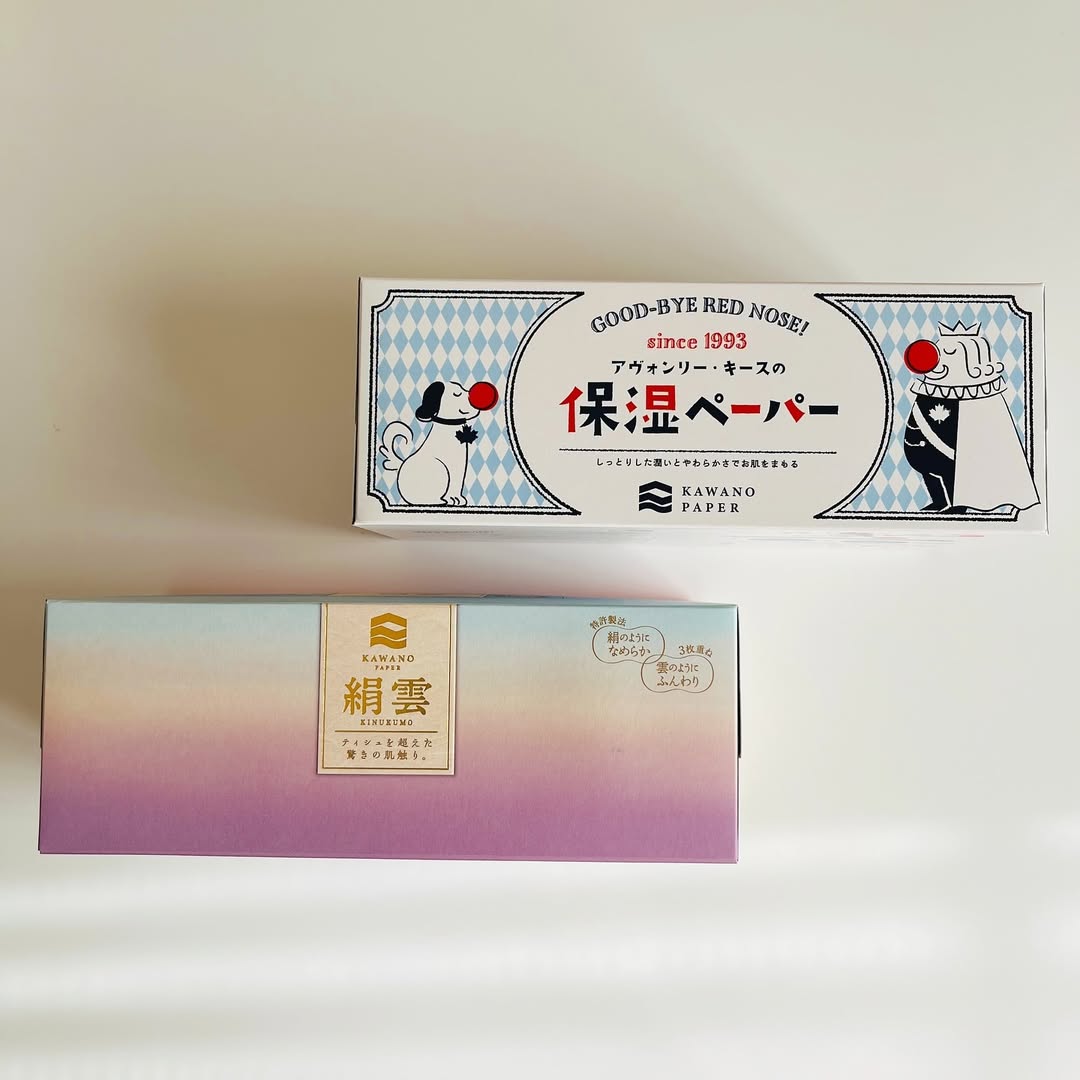 GOOD-BYE RED NOSE!
since 1993
アヴォンリー・キースの
保湿ペーパー
しっとりした潤いとやわらかさでお肌をまもる
KAWANO
PAPER
KAWANO
PAPER
絹雲
KINUKUMO
ティシュを超えた
驚きの肌触り。
特許製法
絹のように
なめらか
3枚重ね
雲のように
ふんわり